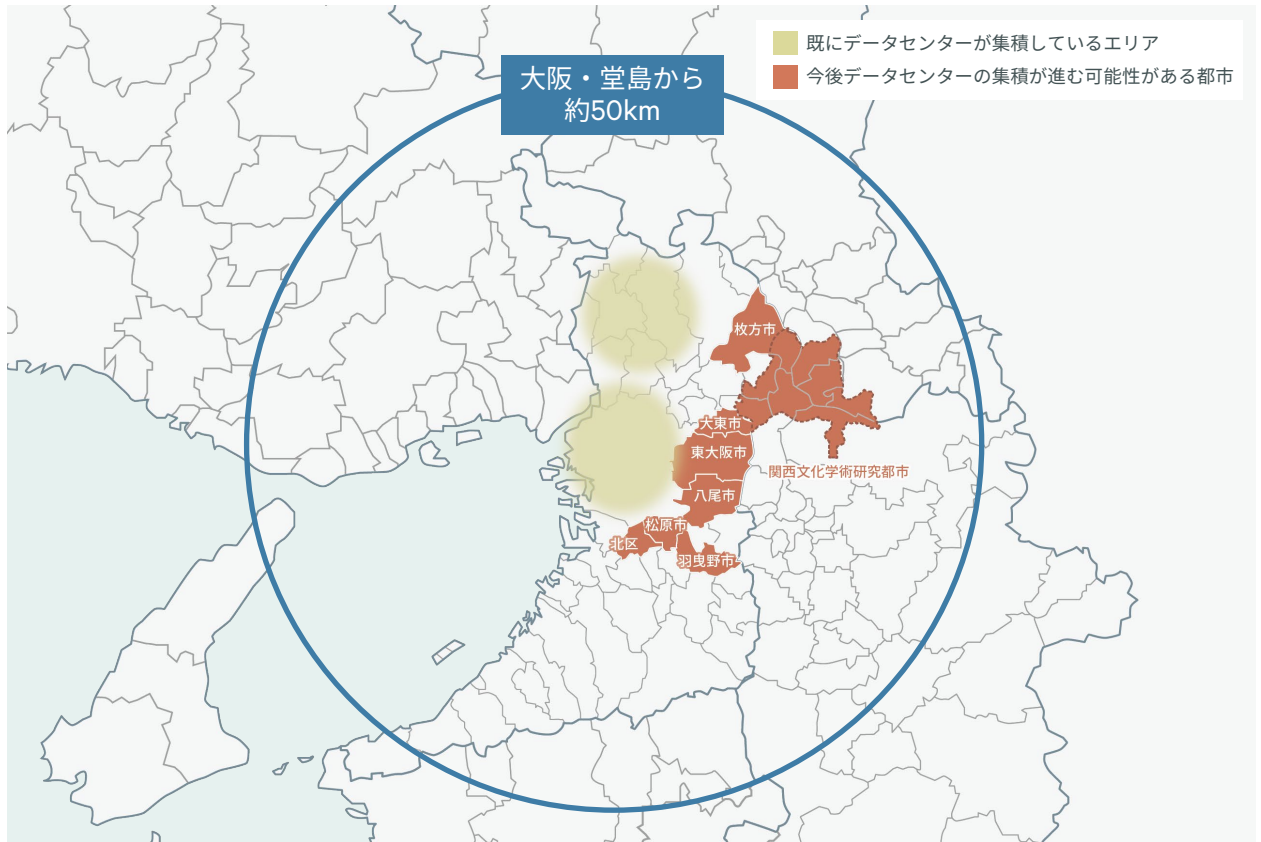 既にデータセンターが集積しているエリア
今後データセンターの集積が進む可能性がある都市
大阪・堂島から
約50km
枚方市
大東市
東大阪市
関西文化学術研究都市
八尾市
松原市
北区
羽曳野市